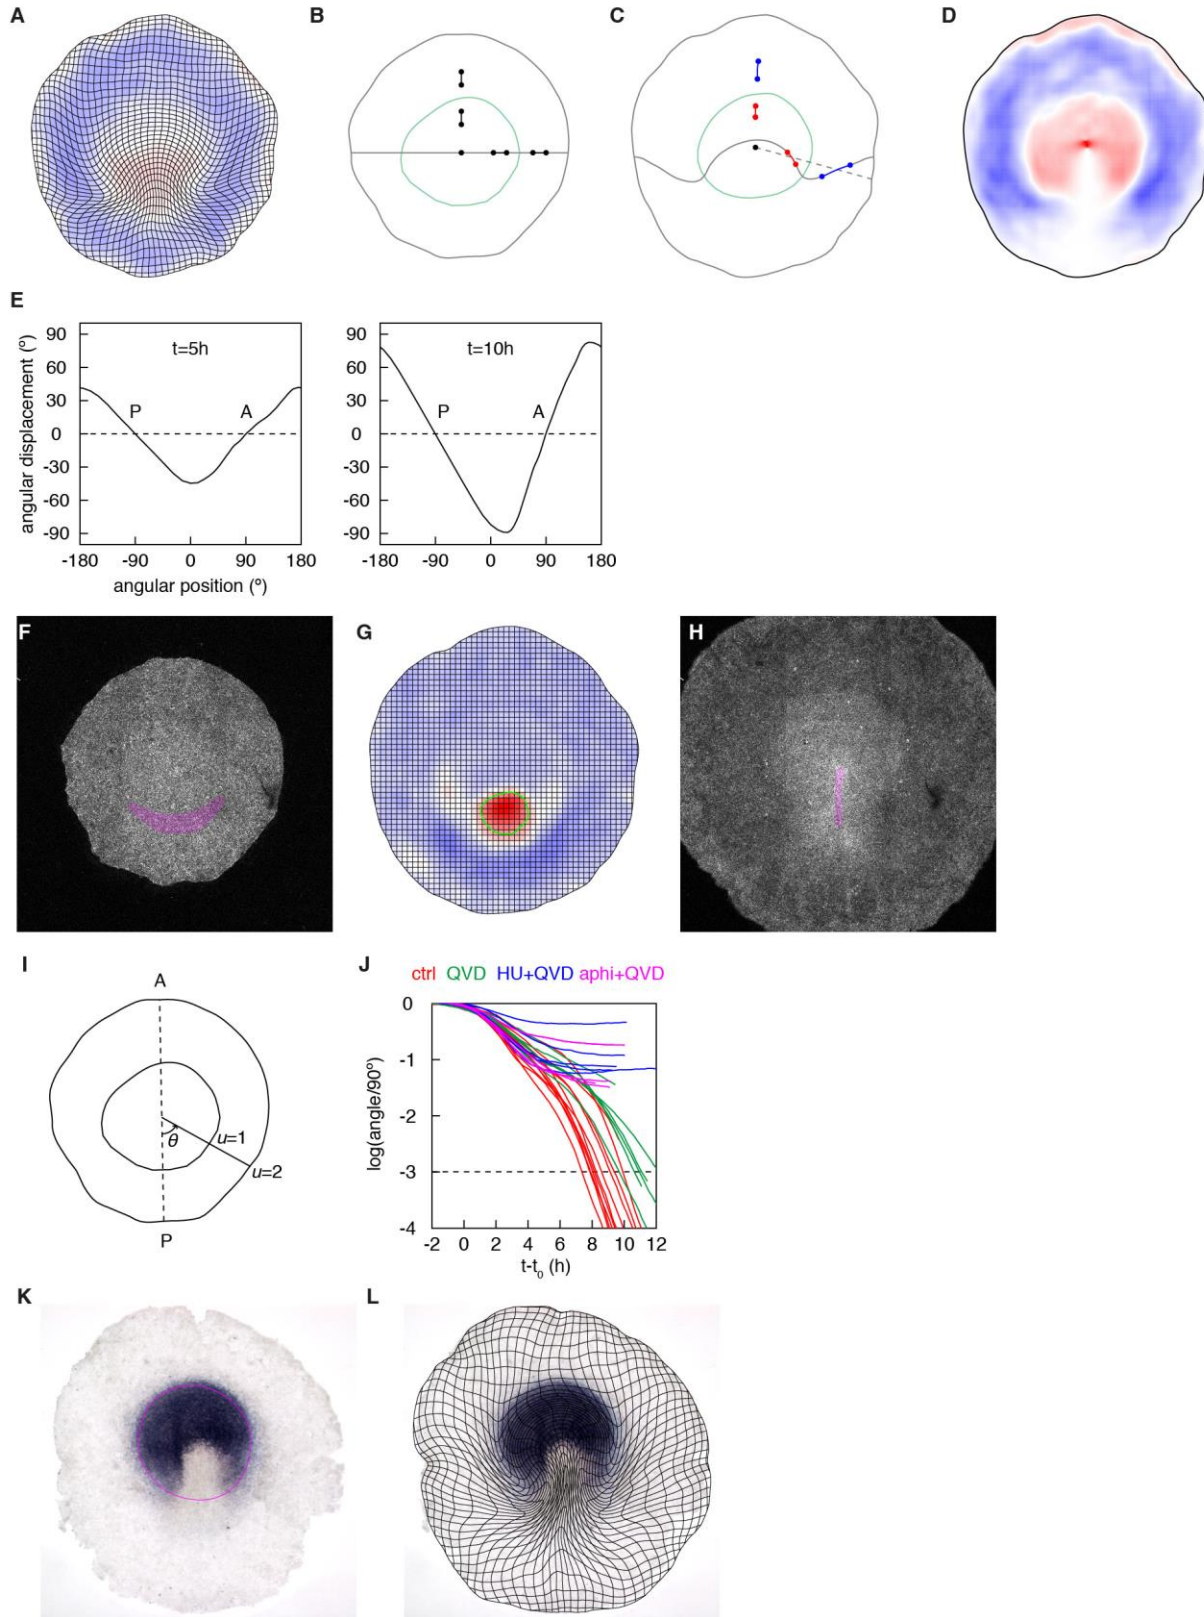 A
B
C
D
E
angular displacement (º)
90
60
30
0
-30
-60
-90
t=5h
P
A
-180
-90
0
90
180
angular position (º)
90
60
30
0
-30
-60
-90
t=10h
P
A
-180
-90
0
90
180
F
G
H
I
A
θ
u=1
u=2
P
J
ctrl QVD HU+QVD aphi+QVD
log(angle/90º)
0
-1
-2
-3
-4
-2 0 2 4 6 8 10 12
t-t0 (h)
K
L